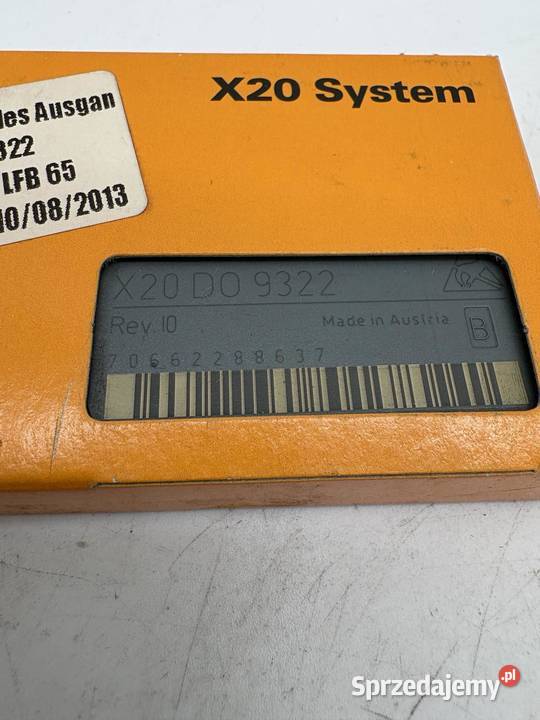 X20 System
les Ausgan
322
LFB 65
10/08/2013
X20 DO 9322
Rev. I0
Made in Austria
B
70662288637
Sprzedajemy.pl